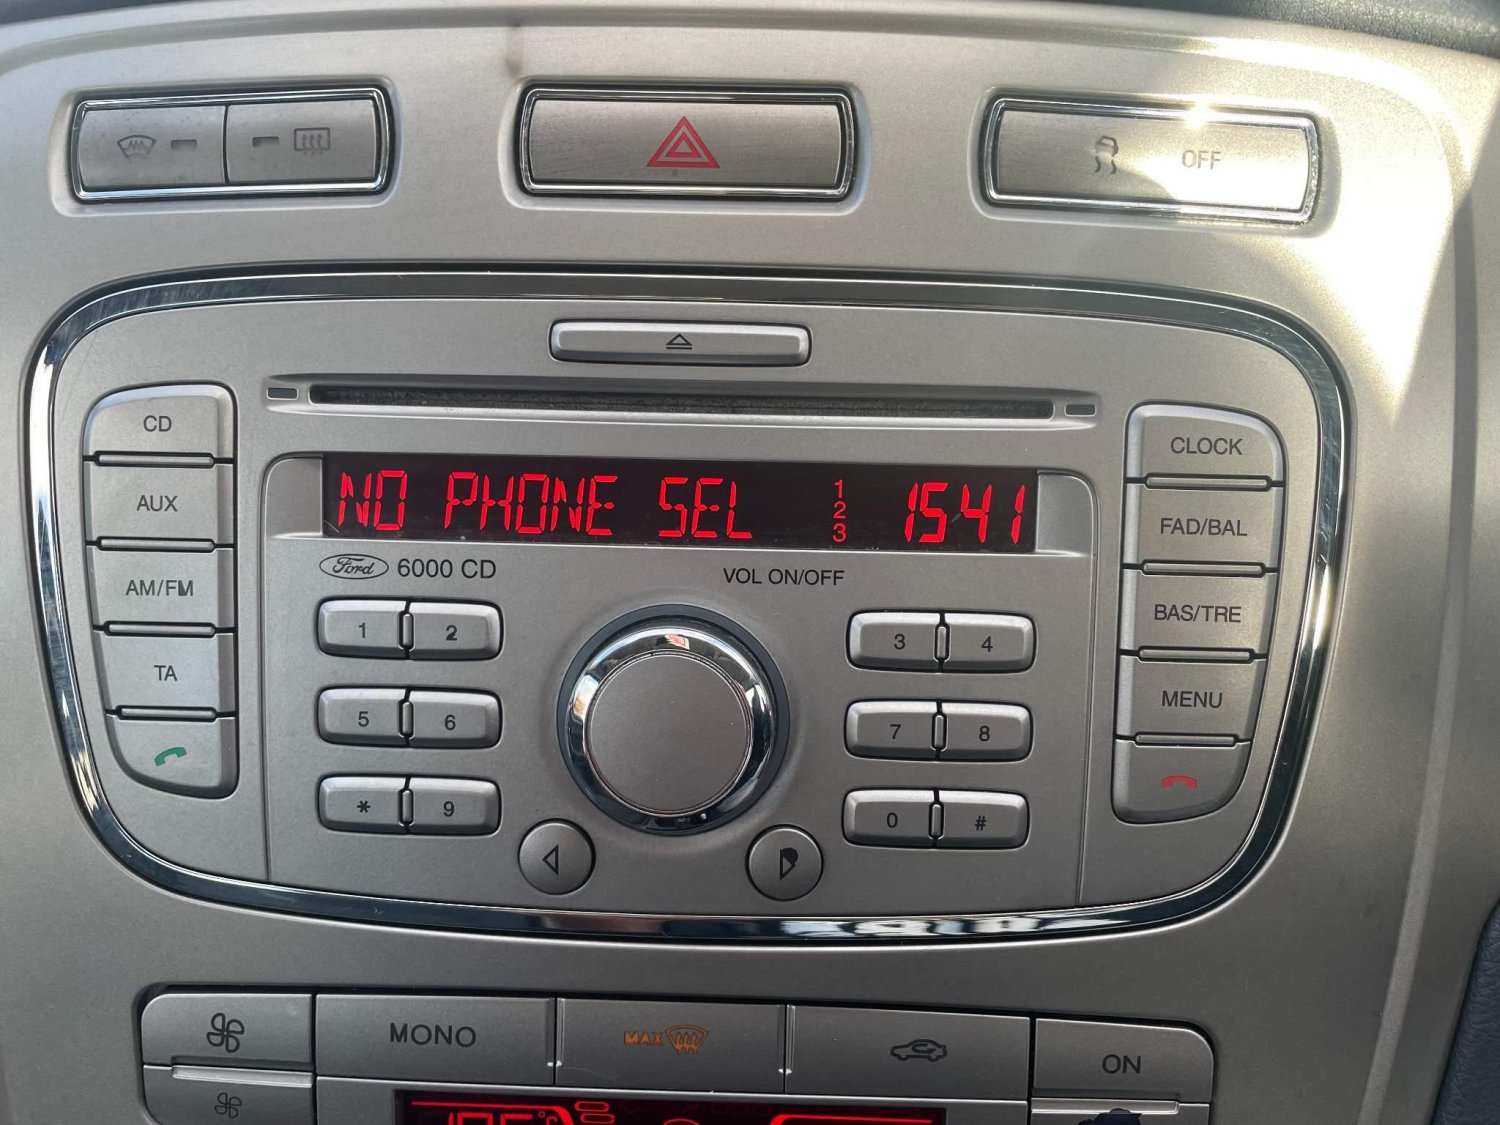 OFF
CD
AUX
AM/FM
TA
NO PHONE SEL 1 2 3 1541
Ford 6000 CD
VOL ON/OFF
1 2
3 4
5 6
7 8
* 9
0 #
CLOCK
FAD/BAL
BAS/TRE
MENU
MONO
MAX
ON